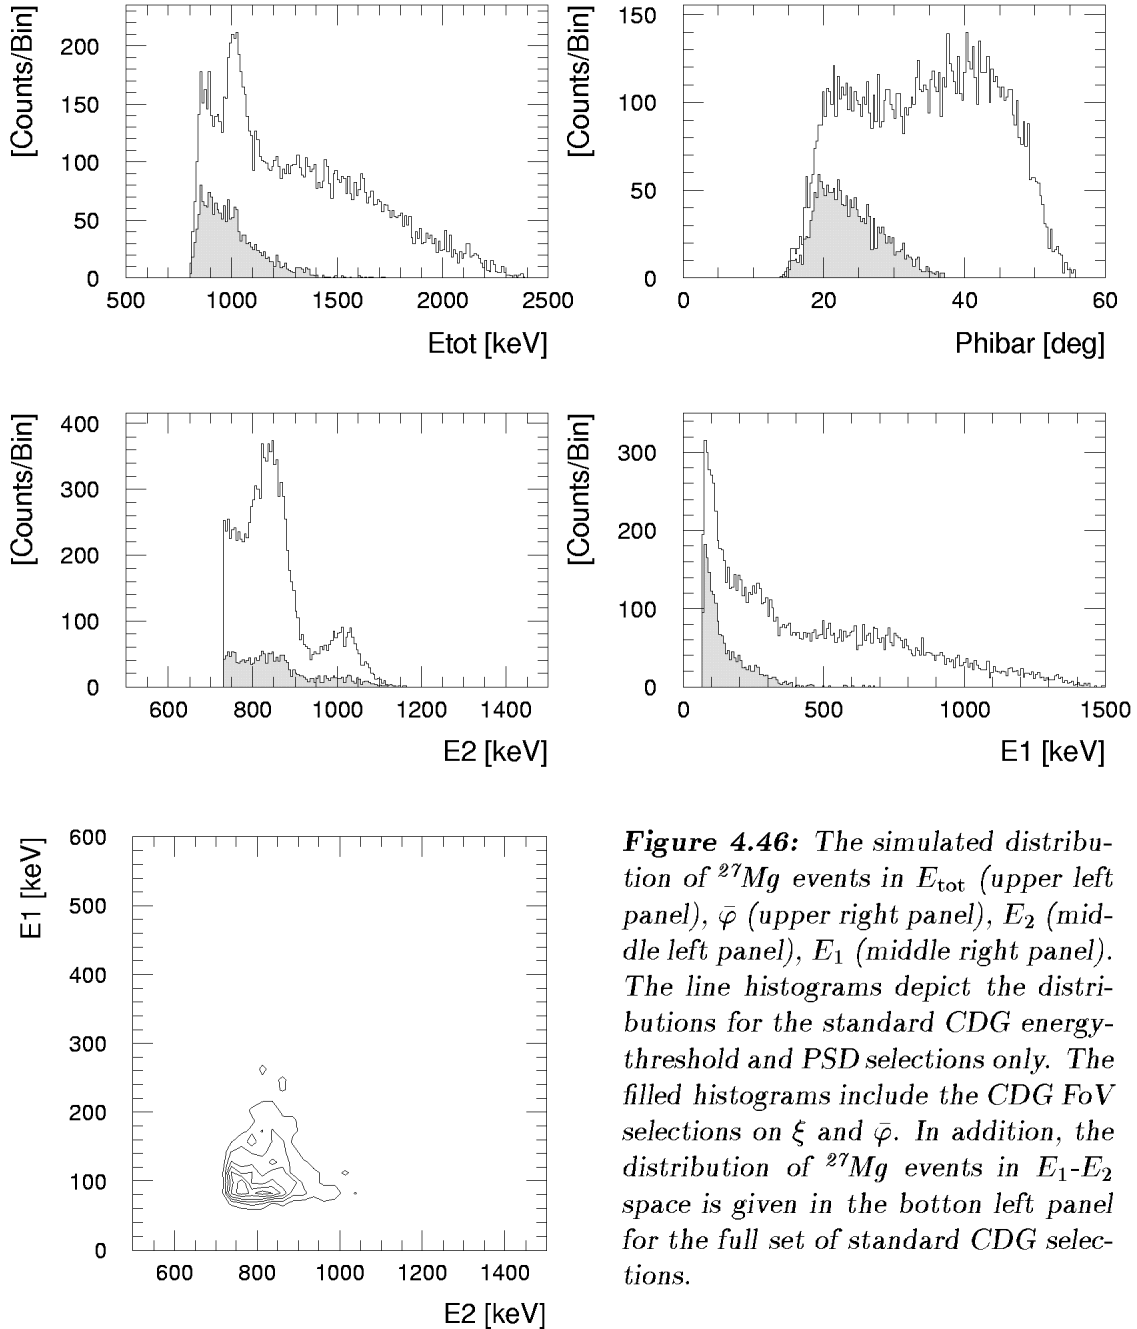 [Counts/Bin]
200
150
100
50
0
500 1000 1500 2000 2500
Etot [keV]
[Counts/Bin]
150
100
50
0
0 20 40 60
Phibar [deg]
[Counts/Bin]
400
300
200
100
0
600 800 1000 1200 1400
E2 [keV]
[Counts/Bin]
300
200
100
0
0 500 1000 1500
E1 [keV]
E1 [keV]
600
500
400
300
200
100
0
600 800 1000 1200 1400
E2 [keV]
Figure 4.46: The simulated distribu-
tion of ²⁷Mg events in E_tot (upper left
panel), φ̄ (upper right panel), E₂ (mid-
dle left panel), E₁ (middle right panel).
The line histograms depict the distri-
butions for the standard CDG energy-
threshold and PSD selections only. The
filled histograms include the CDG FoV
selections on ξ and φ̄. In addition, the
distribution of ²⁷Mg events in E₁-E₂
space is given in the botton left panel
for the full set of standard CDG selec-
tions.